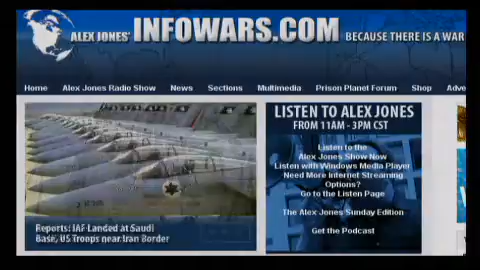 ALEX JONES' INFOWARS.COM BECAUSE THERE IS A WAR
Home Alex Jones Radio Show News Sections Multimedia Prison Planet Forum Shop Adve
LISTEN TO ALEX JONES
FROM 11AM - 3PM CST
Listen to the
Alex Jones Show Now
Listen with Windows Media Player
Need More Internet Streaming
Options?
Go to the Listen Page
The Alex Jones Sunday Edition
Get the Podcast
Reports: IAF Landed at Saudi
Base, US Troops near Iran Border